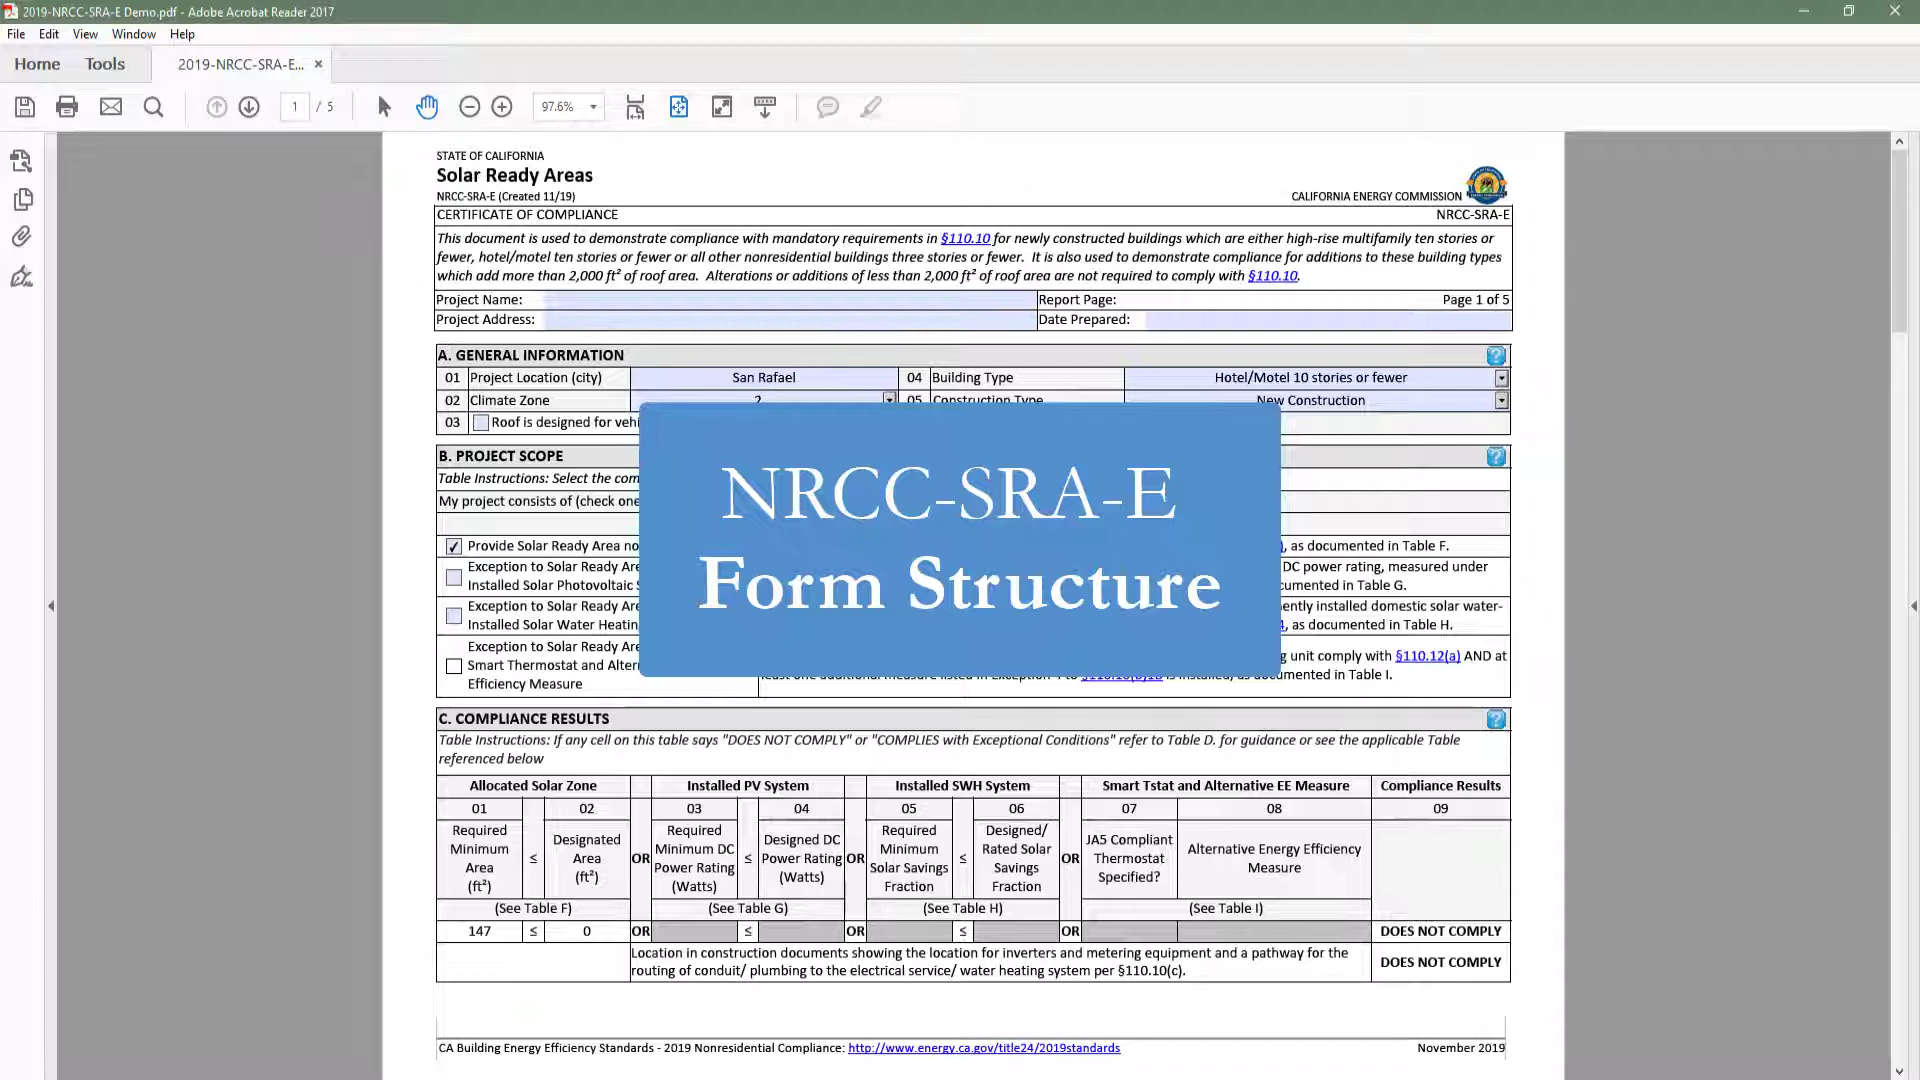 2019-NRCC-SRA-E Demo.pdf - Adobe Acrobat Reader 2017
File Edit View Window Help
Home Tools 2019-NRCC-SRA-E... ×
1 / 5 97.6%
STATE OF CALIFORNIA
Solar Ready Areas
NRCC-SRA-E (Created 11/19) CALIFORNIA ENERGY COMMISSION
CERTIFICATE OF COMPLIANCE NRCC-SRA-E
This document is used to demonstrate compliance with mandatory requirements in §110.10 for newly constructed buildings which are either high-rise multifamily ten stories or
fewer, hotel/motel ten stories or fewer or all other nonresidential buildings three stories or fewer. It is also used to demonstrate compliance for additions to these building types
which add more than 2,000 ft² of roof area. Alterations or additions of less than 2,000 ft² of roof area are not required to comply with §110.10.
Project Name: Report Page: Page 1 of 5
Project Address: Date Prepared:
A. GENERAL INFORMATION ?
01 Project Location (city) San Rafael 04 Building Type Hotel/Motel 10 stories or fewer
02 Climate Zone 2 05 Construction Type New Construction
03 Roof is designed for vehi
B. PROJECT SCOPE ?
Table Instructions: Select the com
My project consists of (check one
NRCC-SRA-E
Form Structure
Provide Solar Ready Area no , as documented in Table F.
Exception to Solar Ready Are DC power rating, measured under
Installed Solar Photovoltaic S cumented in Table G.
Exception to Solar Ready Are ently installed domestic solar water-
Installed Solar Water Heatin , as documented in Table H.
Exception to Solar Ready Are
Smart Thermostat and Alter g unit comply with §110.12(a) AND at
Efficiency Measure least one additional measure listed in Exception is installed, as documented in Table I.
C. COMPLIANCE RESULTS ?
Table Instructions: If any cell on this table says "DOES NOT COMPLY" or "COMPLIES with Exceptional Conditions" refer to Table D. for guidance or see the applicable Table
referenced below
Allocated Solar Zone Installed PV System Installed SWH System Smart Tstat and Alternative EE Measure Compliance Results
01 02 03 04 05 06 07 08 09
Required Minimum Area (ft²) ≤ Designated Area (ft²) OR Required Minimum DC Power Rating (Watts) ≤ Designed DC Power Rating (Watts) OR Required Minimum Solar Savings Fraction ≤ Designed/ Rated Solar Savings Fraction OR JA5 Compliant Thermostat Specified? Alternative Energy Efficiency Measure
(See Table F) (See Table G) (See Table H) (See Table I)
147 ≤ 0 OR ≤ OR ≤ OR DOES NOT COMPLY
Location in construction documents showing the location for inverters and metering equipment and a pathway for the
routing of conduit/ plumbing to the electrical service/ water heating system per §110.10(c). DOES NOT COMPLY
CA Building Energy Efficiency Standards - 2019 Nonresidential Compliance: http://www.energy.ca.gov/title24/2019standards November 2019